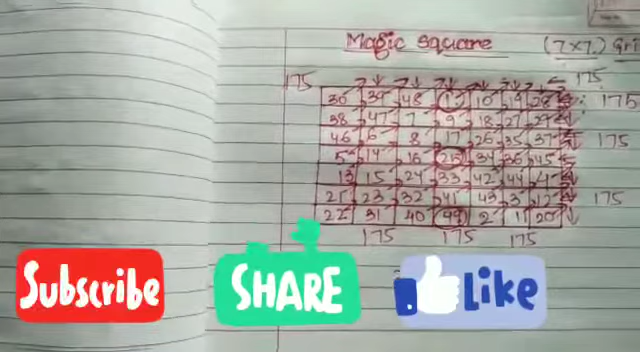 Magic square (7×7) Gri
175 175
30 39 48 1 10 19 28 175
38 47 7 9 18 27 29
46 6 8 17 26 35 37 175
5 14 16 25 34 36 45
13 15 24 33 42 44 4
21 23 32 41 43 3 12 175
22 31 40 49 2 11 20
175 175 175
Subscribe SHARE Like